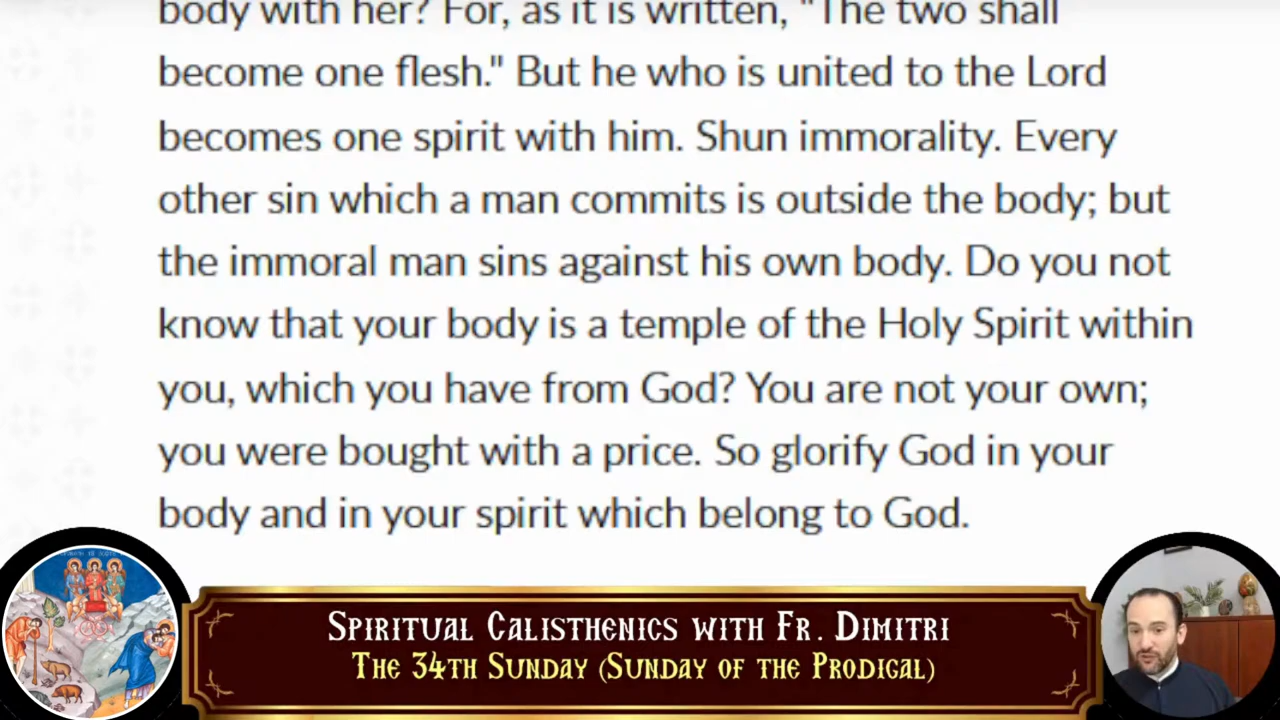 body with her? For, as it is written, "The two shall
become one flesh." But he who is united to the Lord
becomes one spirit with him. Shun immorality. Every
other sin which a man commits is outside the body; but
the immoral man sins against his own body. Do you not
know that your body is a temple of the Holy Spirit within
you, which you have from God? You are not your own;
you were bought with a price. So glorify God in your
body and in your spirit which belong to God.
Spiritual Calisthenics with Fr. Dimitri
The 34th Sunday (Sunday of the Prodigal)